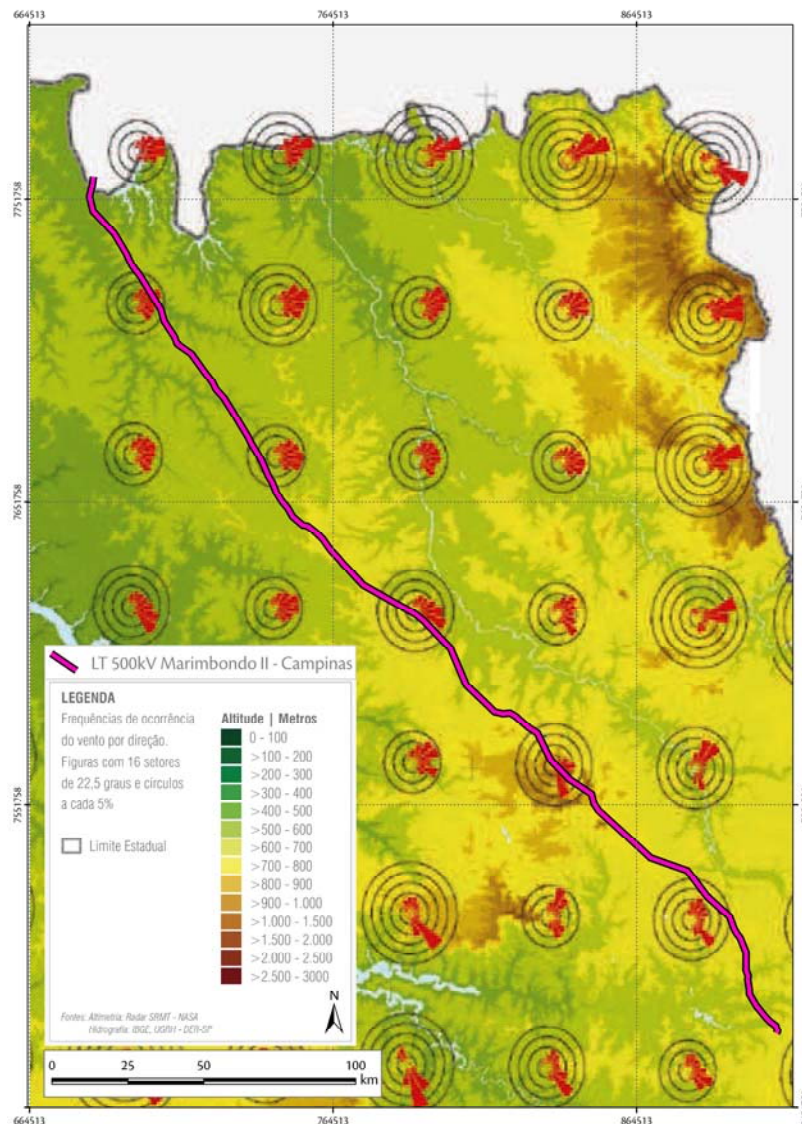 664513 764513 864513
7751758
7651758
7551758
LT 500kV Marimbondo II - Campinas
LEGENDA
Frequências de ocorrência
do vento por direção.
Figuras com 16 setores
de 22,5 graus e círculos
a cada 5%
Limite Estadual
Altitude | Metros
0 - 100
>100 - 200
>200 - 300
>300 - 400
>400 - 500
>500 - 600
>600 - 700
>700 - 800
>800 - 900
>900 - 1.000
>1.000 - 1.500
>1.500 - 2.000
>2.000 - 2.500
>2.500 - 3000
Fontes: Altimetria: Radar SRMT - NASA
Hidrografia: IBGE, UGRH - DER-SP
N
0 25 50 100
km
664513 764513 864513